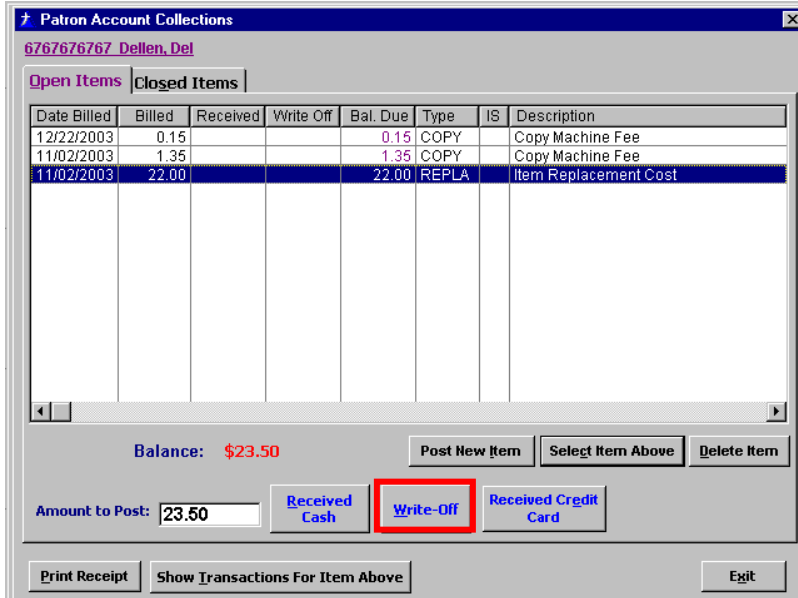 Patron Account Collections
6767676767 Dellen, Del
Open Items Closed Items
Date Billed Billed Received Write Off Bal. Due Type IS Description
12/22/2003 0.15 0.15 COPY Copy Machine Fee
11/02/2003 1.35 1.35 COPY Copy Machine Fee
11/02/2003 22.00 22.00 REPLA Item Replacement Cost
Balance: $23.50 Post New Item Select Item Above Delete Item
Amount to Post: 23.50 Received Cash Write-Off Received Credit Card
Print Receipt Show Transactions For Item Above Exit